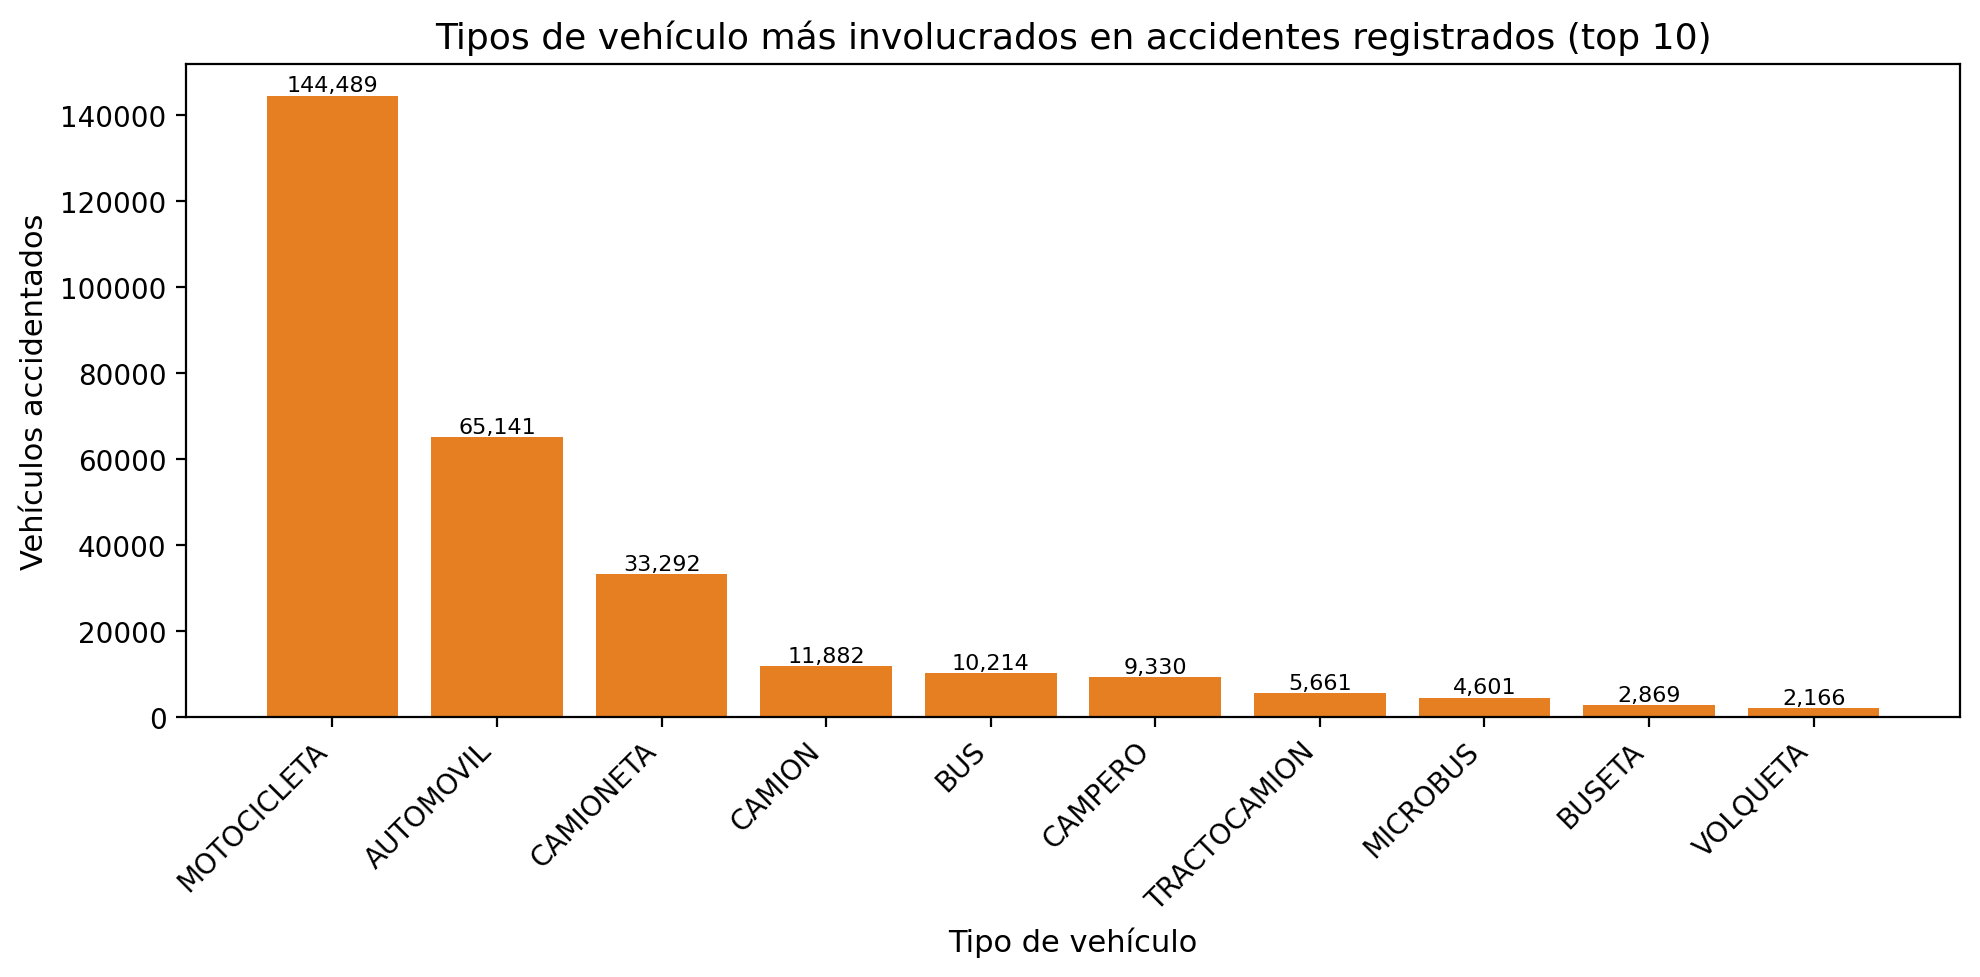 Tipos de vehículo más involucrados en accidentes registrados (top 10)
Vehículos accidentados
140000
120000
100000
80000
60000
40000
20000
0
144,489
65,141
33,292
11,882
10,214
9,330
5,661
4,601
2,869
2,166
MOTOCICLETA
AUTOMOVIL
CAMIONETA
CAMION
BUS
CAMPERO
TRACTOCAMION
MICROBUS
BUSETA
VOLQUETA
Tipo de vehículo